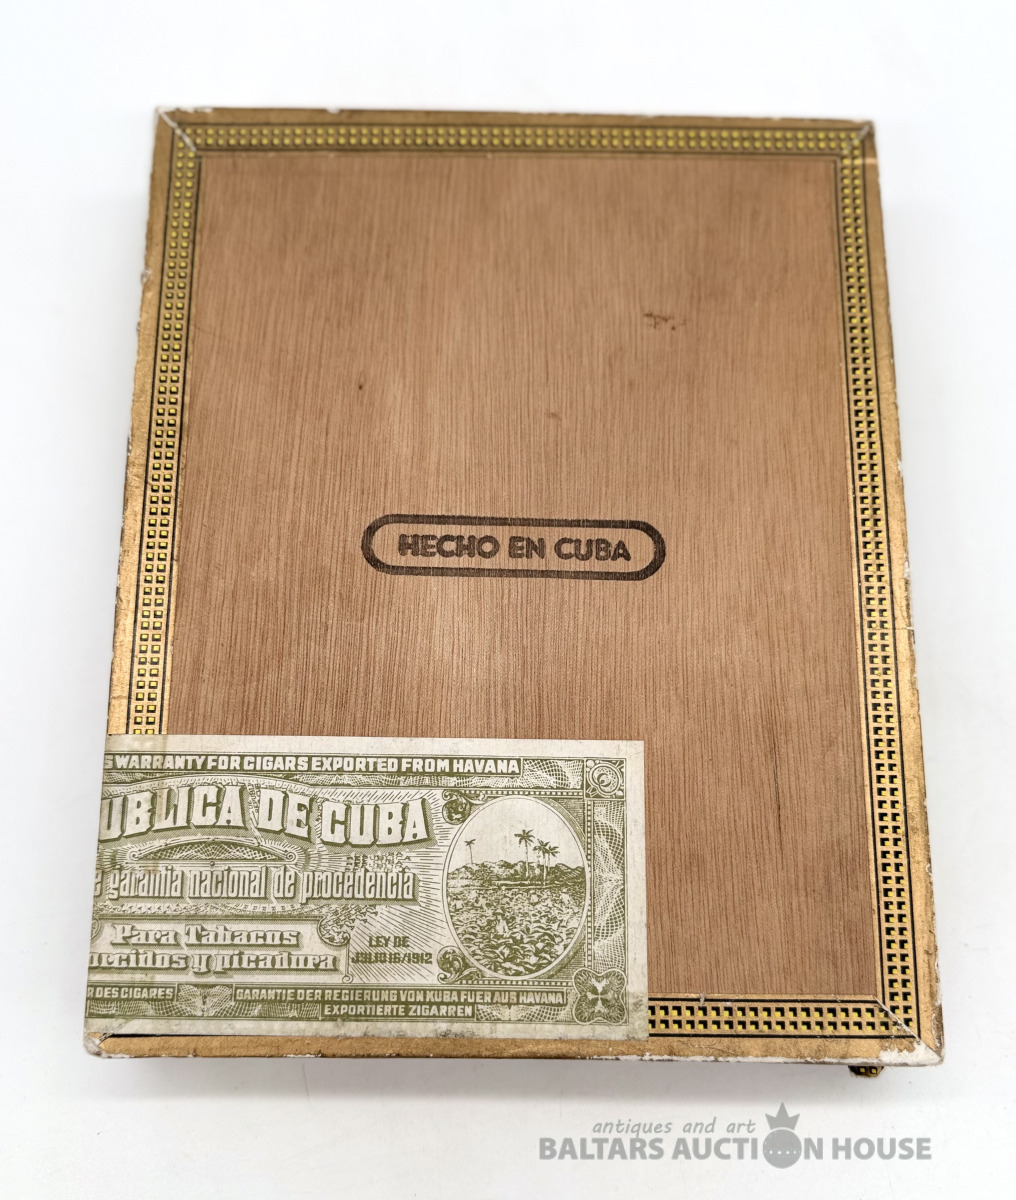 HECHO EN CUBA
WARRANTY FOR CIGARS EXPORTED FROM HAVANA
DE CUBA
garantia nacional de procedencia
Para Tabacos
y picadura
LEY DE
JULIO 16/1912
DES CIGARES
GARANTIE DER REGIERUNG VON KUBA FUER AUS HAVANA
EXPORTIERTE ZIGARREN
antiques and art
BALTARS AUCTION HOUSE